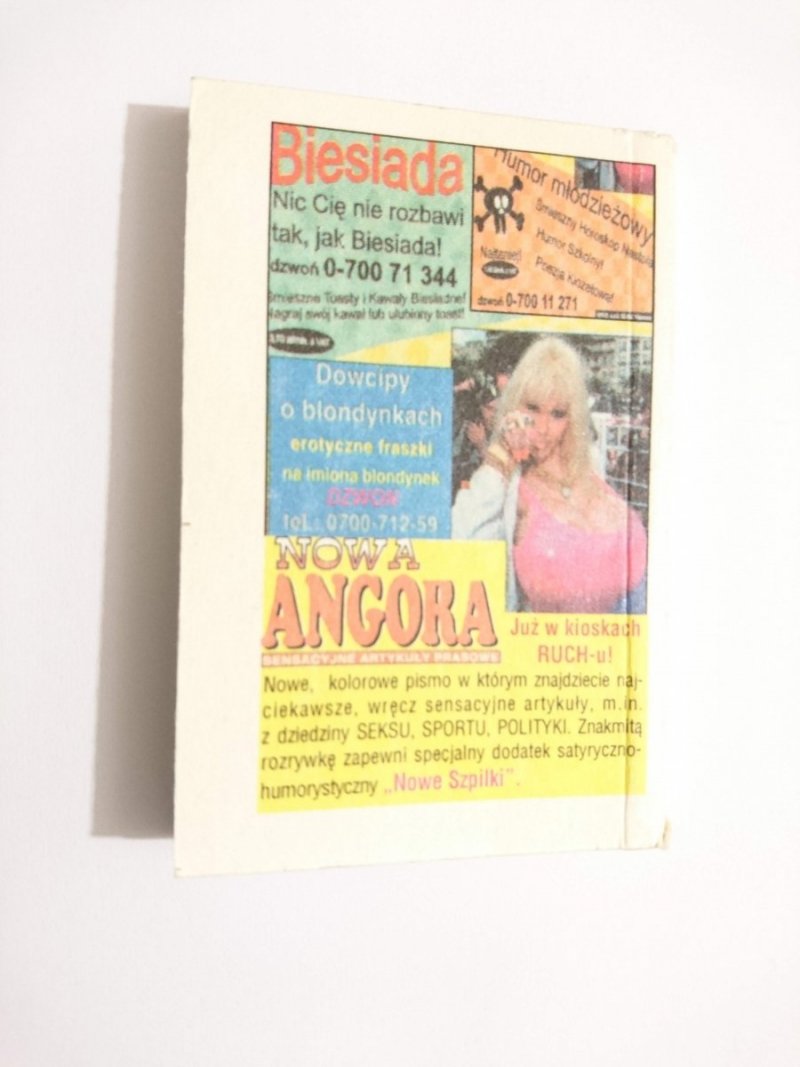 Biesiada
Nic Cię nie rozbawi
tak, jak Biesiada!
dzwoń 0-700 71 344
śmieszne Toasty i Kawały Biesiadne!
Nagraj swój kawał lub ulubiony toast!
Humor młodzieżowy
Śmieszny Horoskop
Humor Szkolny!
Poezja klozetowa!
Najtaniej!
dzwoń 0-700 11 271
Dowcipy
o blondynkach
erotyczne fraszki
na imiona blondynek
DZWOŃ
tel.: 0700-712-59
NOWA
ANGORA
SENSACYJNE ARTYKUŁY PRASOWE
Już w kioskach
RUCH-u!
Nowe, kolorowe pismo w którym znajdziecie naj-
ciekawsze, wręcz sensacyjne artykuły, m.in.
z dziedziny SEKSU, SPORTU, POLITYKI. Znakmitą
rozrywkę zapewni specjalny dodatek satyryczno-
humorystyczny „Nowe Szpilki".